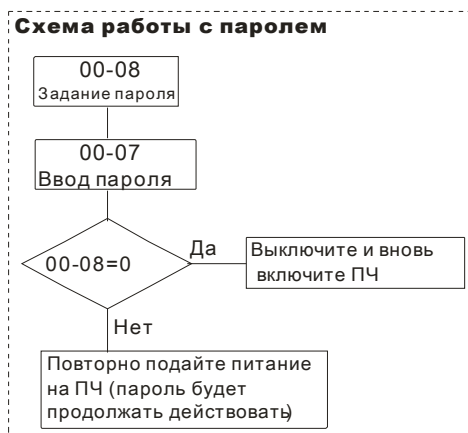 Схема работы с паролем
00-08
Задание пароля
00-07
Ввод пароля
00-08=0
Да
Выключите и вновь
включите ПЧ
Нет
Повторно подайте питание
на ПЧ (пароль будет
продолжать действовать)